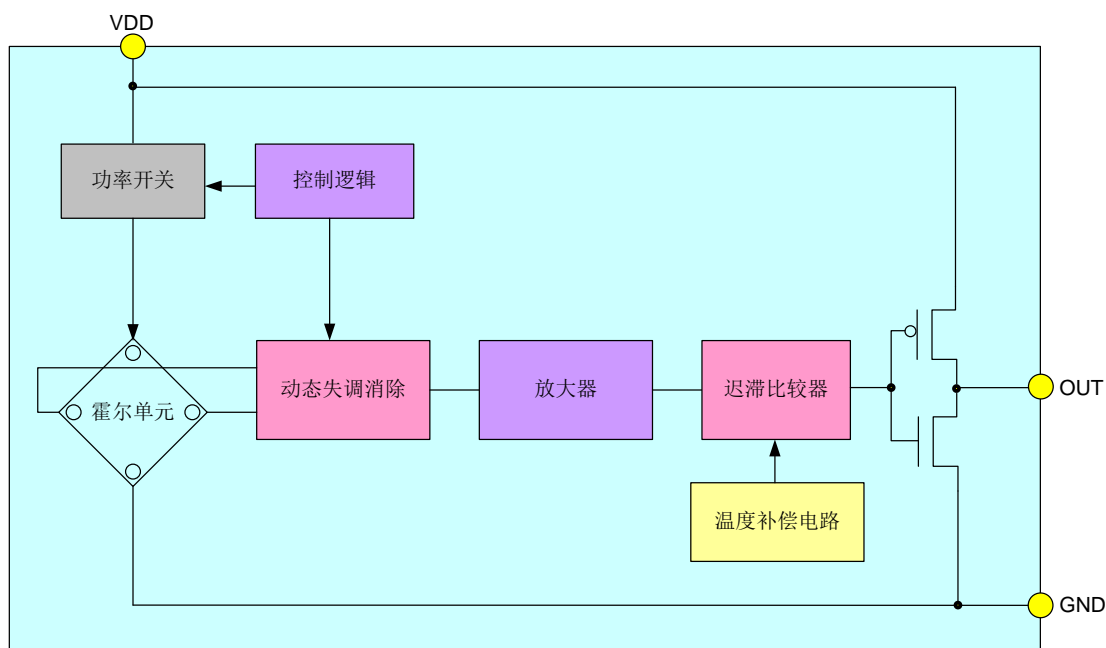 VDD
功率开关
控制逻辑
霍尔单元
动态失调消除
放大器
迟滞比较器
OUT
温度补偿电路
GND